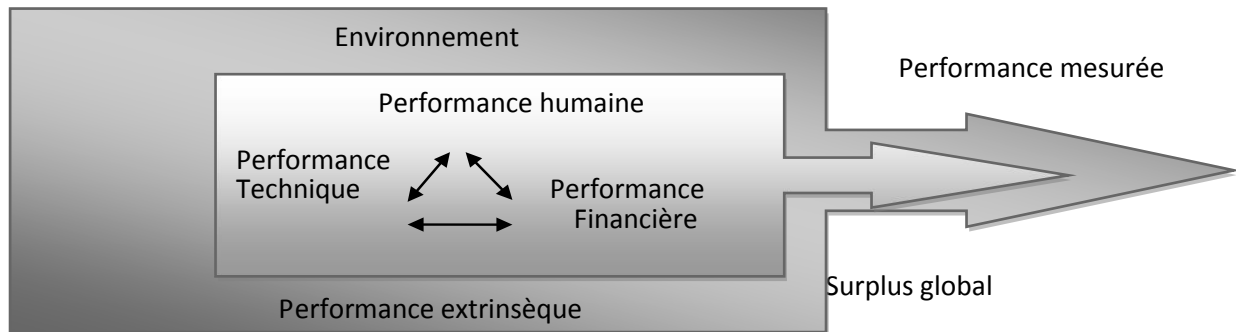 Environnement
Performance mesurée
Performance humaine
Performance
Technique
Performance
Financière
Surplus global
Performance extrinsèque